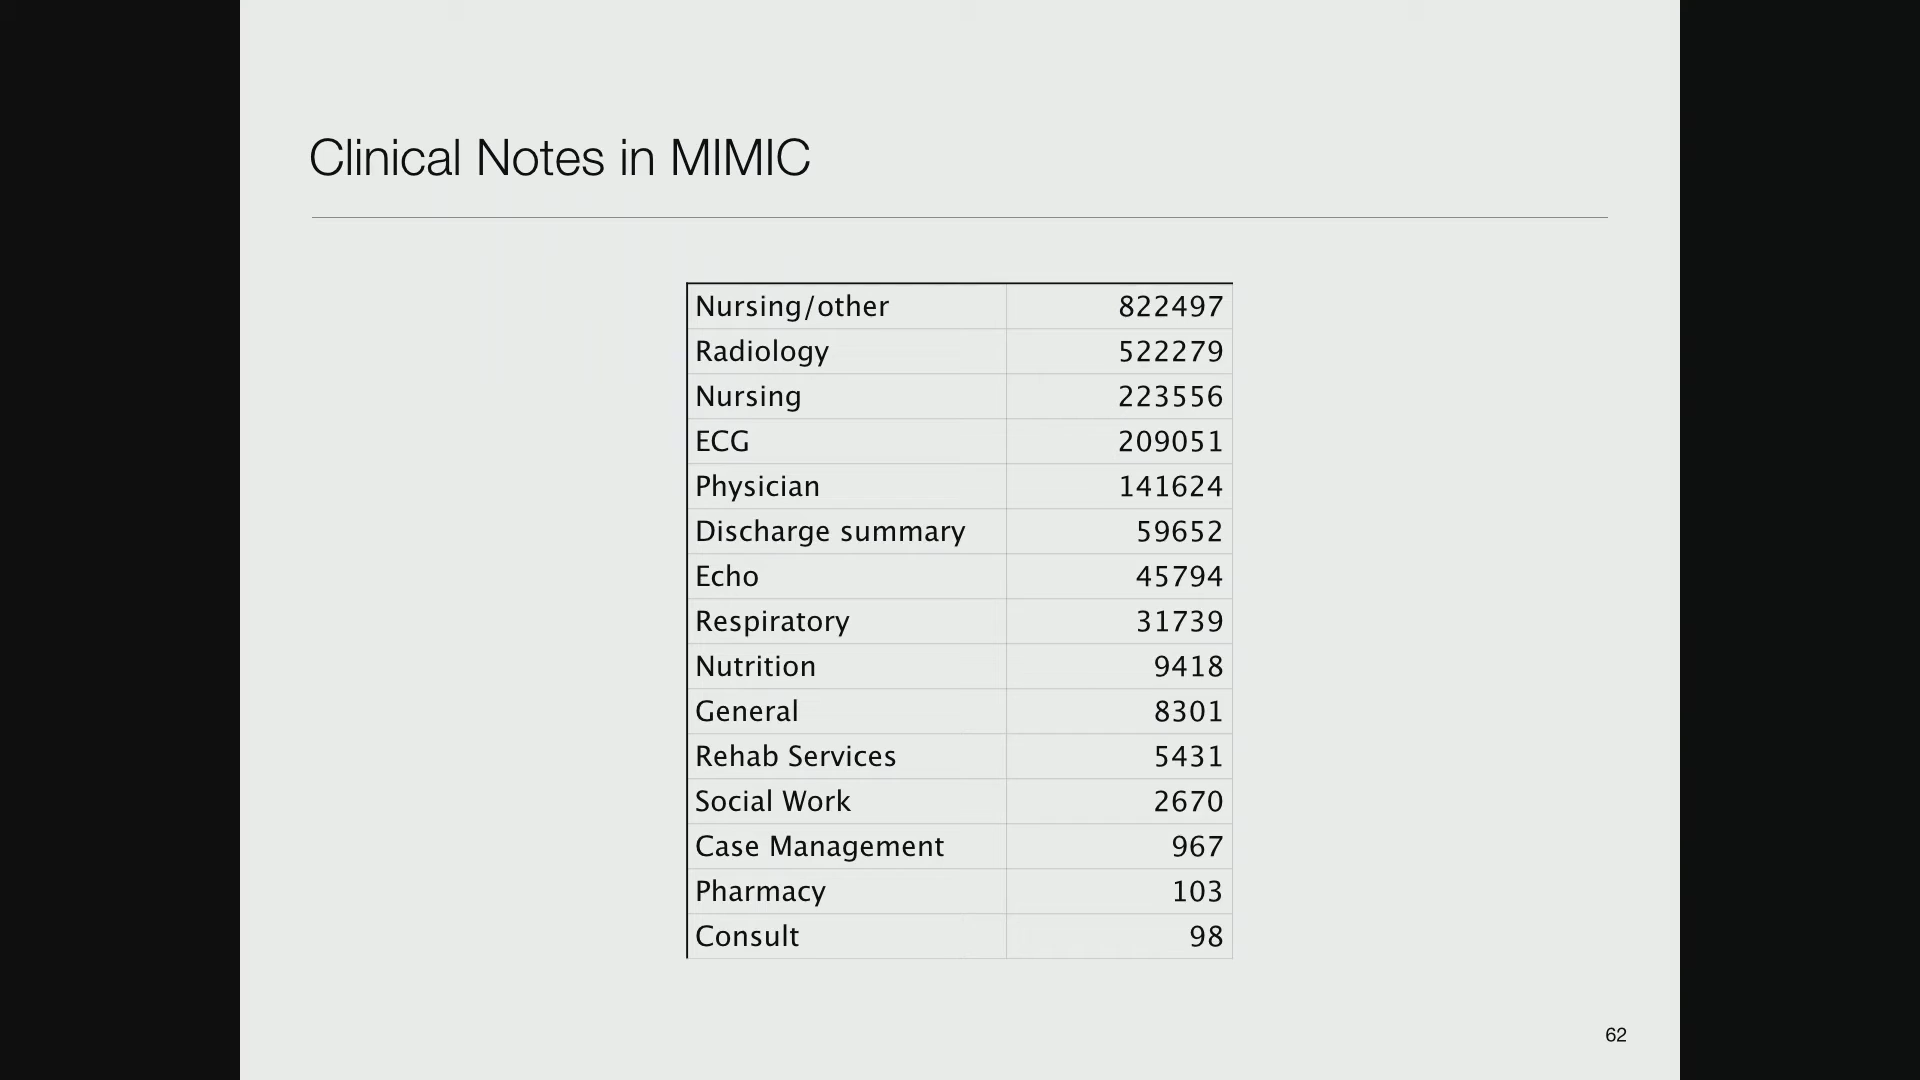 Clinical Notes in MIMIC
Nursing/other 822497
Radiology 522279
Nursing 223556
ECG 209051
Physician 141624
Discharge summary 59652
Echo 45794
Respiratory 31739
Nutrition 9418
General 8301
Rehab Services 5431
Social Work 2670
Case Management 967
Pharmacy 103
Consult 98
62